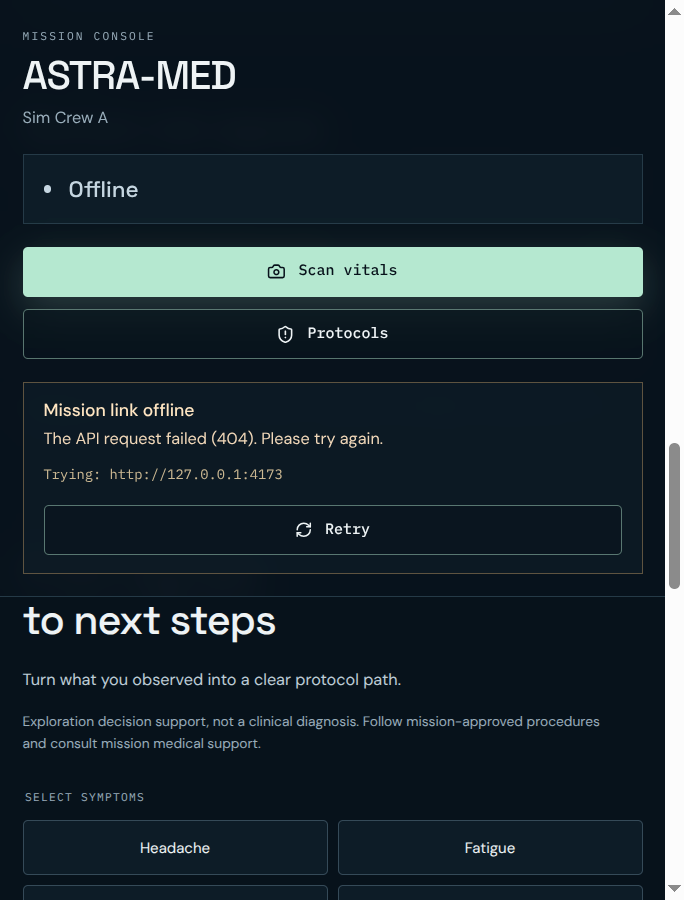 MISSION CONSOLE
ASTRA-MED
Sim Crew A
Offline
Scan vitals
Protocols
Mission link offline
The API request failed (404). Please try again.
Trying: http://127.0.0.1:4173
Retry
to next steps
Turn what you observed into a clear protocol path.
Exploration decision support, not a clinical diagnosis. Follow mission-approved procedures
and consult mission medical support.
SELECT SYMPTOMS
Headache
Fatigue